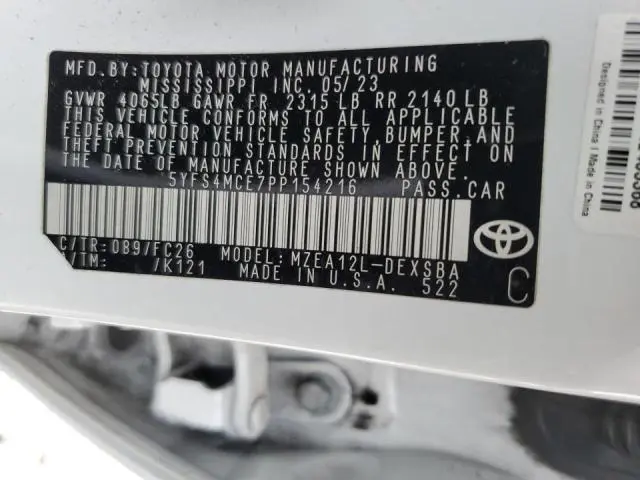 MFD. BY: TOYOTA MOTOR MANUFACTURING
MISSISSIPPI INC. 05/23
GVWR 4065LB GAWR FR 2315 LB RR 2140 LB
THIS VEHICLE CONFORMS TO ALL APPLICABLE
FEDERAL MOTOR VEHICLE SAFETY, BUMPER, AND
THEFT PREVENTION STANDARDS IN EFFECT ON
THE DATE OF MANUFACTURE SHOWN ABOVE.
5YFS4MCE7PP154216 PASS.CAR
C/TR: 089/FC26 MODEL: MZEA12L-DEXSBA
/TM: /K121 MADE IN U.S.A. 522
C
Designed in China / Made in China